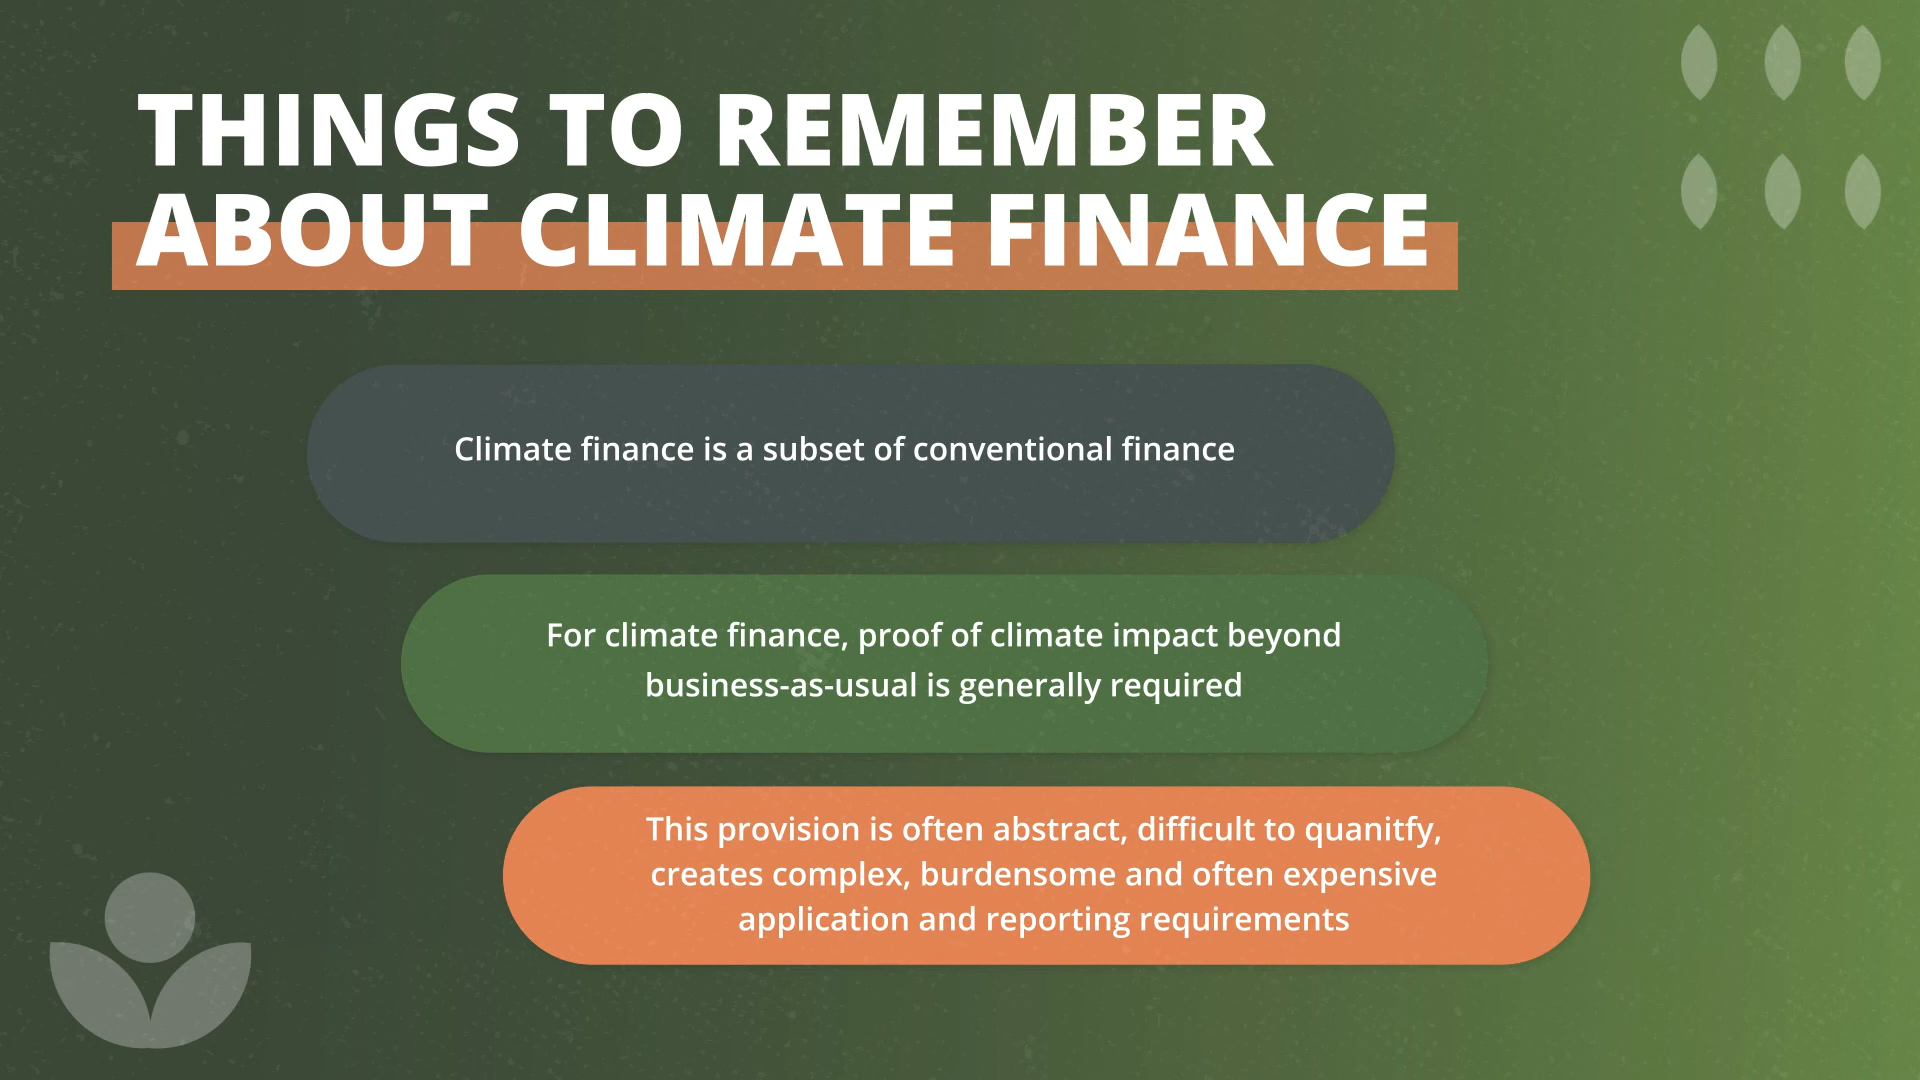 THINGS TO REMEMBER
ABOUT CLIMATE FINANCE
Climate finance is a subset of conventional finance
For climate finance, proof of climate impact beyond
business-as-usual is generally required
This provision is often abstract, difficult to quanitfy,
creates complex, burdensome and often expensive
application and reporting requirements